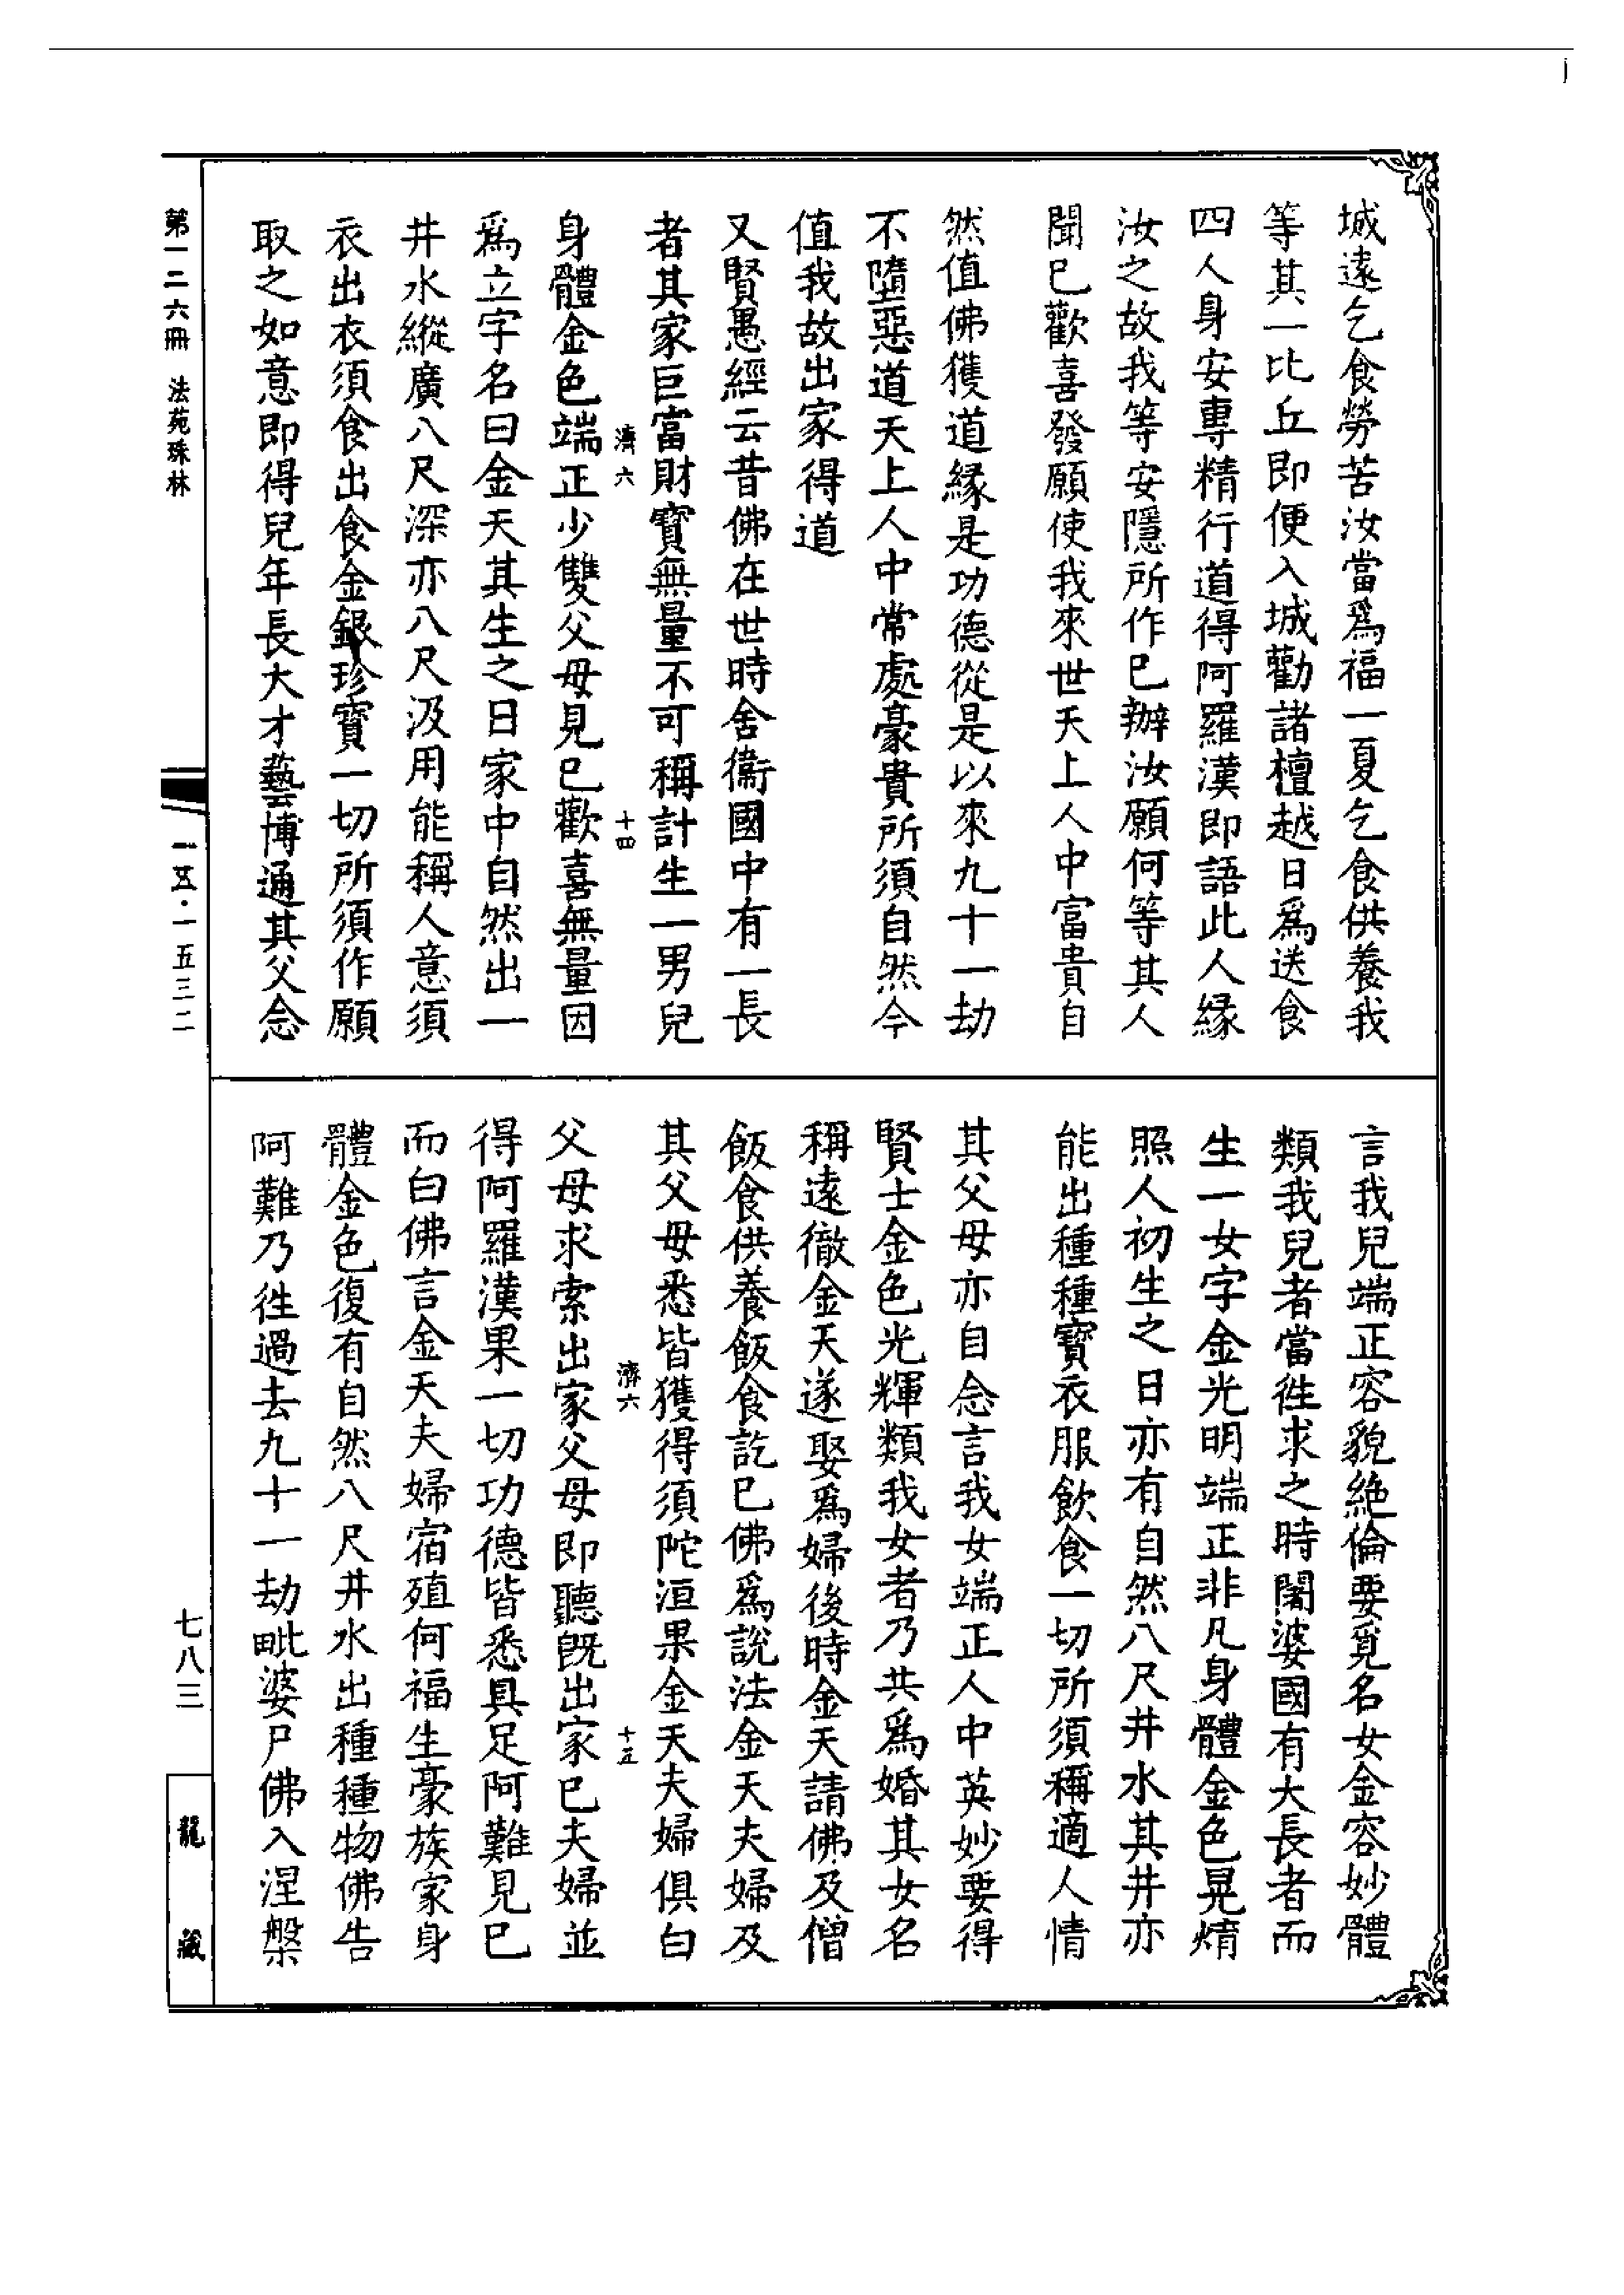 城遠乞食勞苦汝當爲福一夏乞食供養我
等其一比丘即便入城勸諸檀越日爲送食
四人身安專精行道得阿羅漢即語此人緣
汝之故我等安隱所作已辦汝願何等其人
聞已歡喜發願使我來世天上人中富貴自
然值佛獲道緣是功德從是以來九十一劫
不墮惡道天上人中常處豪貴所須自然今
值我故出家得道
又賢愚經云昔佛在世時舍衞國中有一長
者其家巨富財寶無量不可稱計生一男兒
濟六 十四
身體金色端正少雙父母見已歡喜無量因
爲立字名曰金天其生之日家中自然出一
井水縱廣八尺深亦八尺汲用能稱人意須
衣出衣須食出食金銀珍寶一切所須作願
取之如意即得兒年長大才藝博通其父念
言我兒端正容貌絶倫要覓名女金容妙體
類我兒者當徃求之時闍婆國有大長者而
生一女字金光明端正非凡身體金色晃焴
照人初生之日亦有自然八尺井水其井亦
能出種種寶衣服飲食一切所須稱適人情
其父母亦自念言我女端正人中英妙要得
賢士金色光輝類我女者乃共爲婚其女名
稱遠徹金天遂娶爲婦後時金天請佛及僧
飯食供養飯食訖已佛爲說法金天夫婦及
其父母悉皆獲得須陀洹果金天夫婦俱白
濟六 十五
父母求索出家父母即聽旣出家已夫婦並
得阿羅漢果一切功德皆悉具足阿難見已
而白佛言金天夫婦宿殖何福生豪族家身
體金色復有自然八尺井水出種種物佛告
阿難乃徃過去九十一劫毗婆尸佛入涅槃
第一二六冊 法苑珠林
一五·一五三二
七八三
龍藏